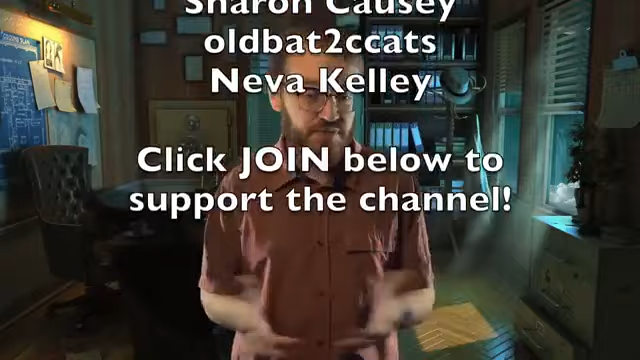 Sharon Causey
oldbat2ccats
Neva Kelley
Click JOIN below to
support the channel!